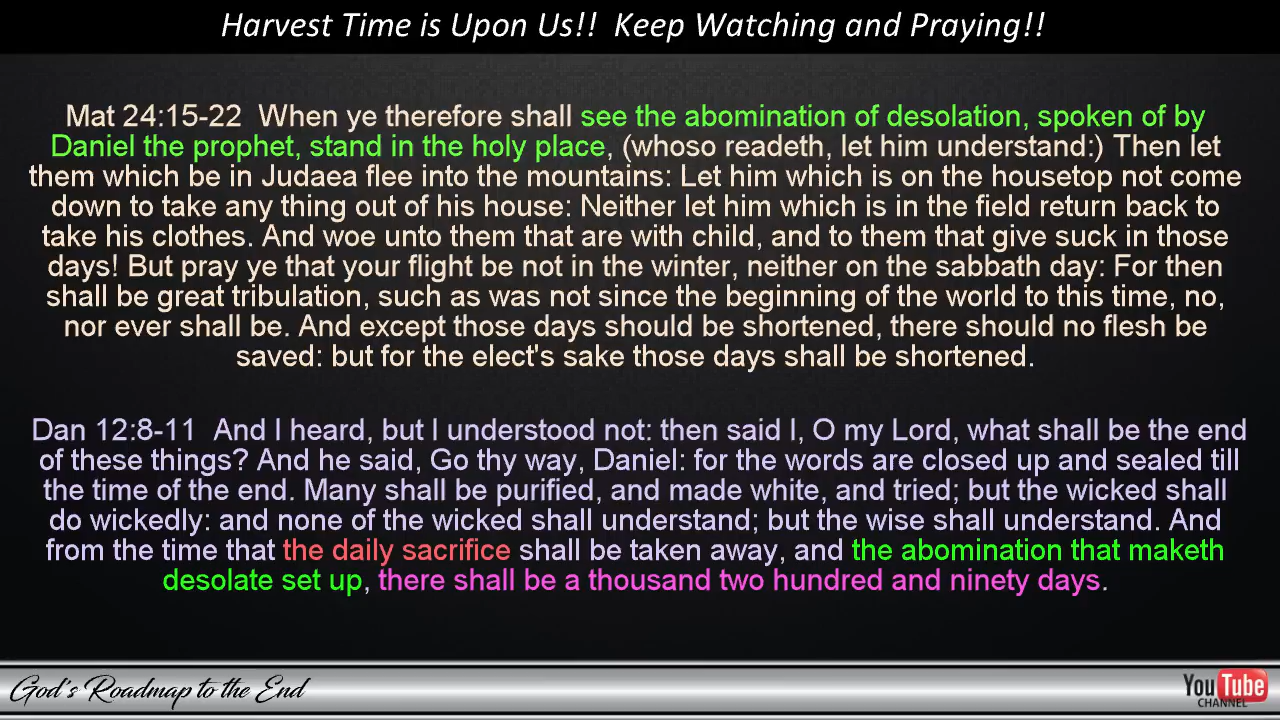 Harvest Time is Upon Us!!  Keep Watching and Praying!!
Mat 24:15-22  When ye therefore shall see the abomination of desolation, spoken of by
Daniel the prophet, stand in the holy place, (whoso readeth, let him understand:) Then let
them which be in Judaea flee into the mountains: Let him which is on the housetop not come
down to take any thing out of his house: Neither let him which is in the field return back to
take his clothes. And woe unto them that are with child, and to them that give suck in those
days! But pray ye that your flight be not in the winter, neither on the sabbath day: For then
shall be great tribulation, such as was not since the beginning of the world to this time, no,
nor ever shall be. And except those days should be shortened, there should no flesh be
saved: but for the elect's sake those days shall be shortened.
Dan 12:8-11  And I heard, but I understood not: then said I, O my Lord, what shall be the end
of these things? And he said, Go thy way, Daniel: for the words are closed up and sealed till
the time of the end. Many shall be purified, and made white, and tried; but the wicked shall
do wickedly: and none of the wicked shall understand; but the wise shall understand. And
from the time that the daily sacrifice shall be taken away, and the abomination that maketh
desolate set up, there shall be a thousand two hundred and ninety days.
God's Roadmap to the End
YouTube
CHANNEL